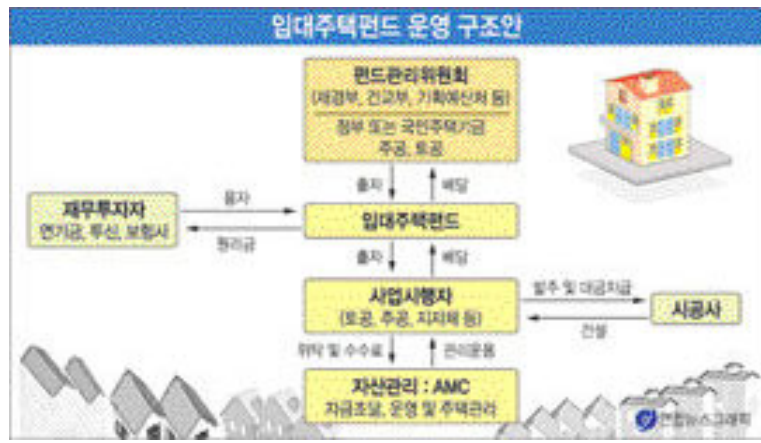 임대주택펀드 운영 구조안
펀드관리위원회
(재경부, 건교부, 기획예산처 등)
정부 또는 국민주택기금
주공, 토공
출자
배당
재무투자자
연기금, 투신, 보험사
융자
원리금
임대주택펀드
출자
배당
사업시행자
(토공, 주공, 지자체 등)
발주 및 대금지급
건설
시공사
위탁 및 수수료
관리운용
자산관리 : AMC
자금조달, 운영 및 주택관리
연합뉴스그래픽